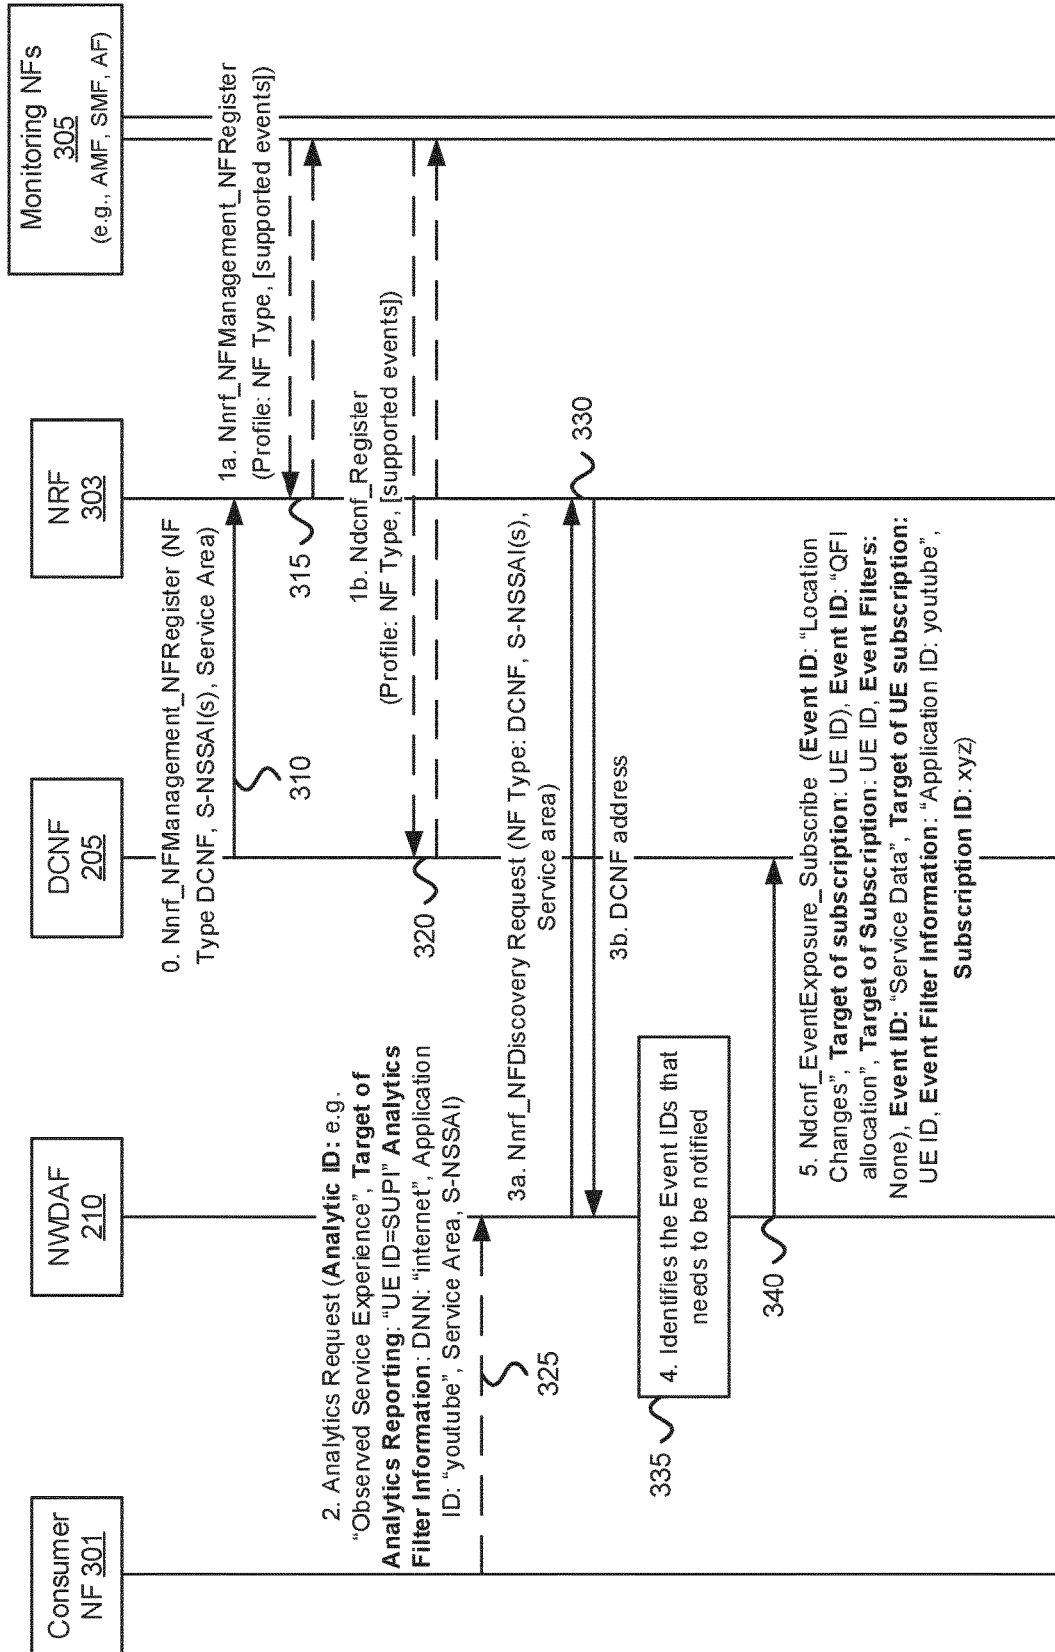 Consumer
NF 301
NWDAF
210
DCNF
205
NRF
303
Monitoring NFs
305
(e.g., AMF, SMF, AF)
0. Nnrf_NFManagement_NFRegister (NF
Type DCNF, S-NSSAI(s), Service Area)
310
1a. Nnrf_NFManagement_NFRegister
(Profile: NF Type, [supported events])
315
1b. Ndcnf_Register
(Profile: NF Type, [supported events])
320
2. Analytics Request (Analytic ID: e.g.
“Observed Service Experience”, Target of
Analytics Reporting: “UE ID=SUPI” Analytics
Filter Information: DNN: “internet”, Application
ID: “youtube”, Service Area, S-NSSAI)
325
3a. Nnrf_NFDiscovery Request (NF Type: DCNF, S-NSSAI(s),
Service area)
330
3b. DCNF address
4. Identifies the Event IDs that
needs to be notified
335
340
5. Ndcnf_EventExposure_Subscribe (Event ID: “Location
Changes”, Target of subscription: UE ID), Event ID: “QFI
allocation”, Target of Subscription: UE ID, Event Filters:
None), Event ID: “Service Data”, Target of UE subscription:
UE ID, Event Filter Information: “Application ID: youtube”,
Subscription ID: xyz)